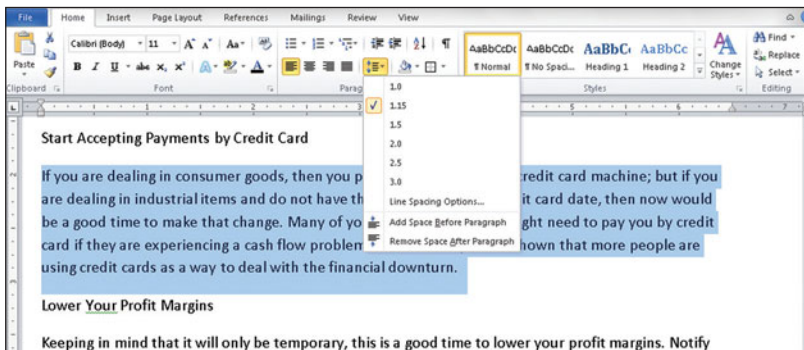 File Home Insert Page Layout References Mailings Review View
Calibri (Body) 11 A A Aa
Paste B I U abe x, x² A A
AaBbCcDc AaBbCcDc AaBbC AaBbCc
¶ Normal ¶ No Spaci... Heading 1 Heading 2
Change Styles
Find
Replace
Select
Clipboard Font Parag Styles Editing
1.0
1.15
1.5
2.0
2.5
3.0
Line Spacing Options...
Add Space Before Paragraph
Remove Space After Paragraph
Start Accepting Payments by Credit Card
If you are dealing in consumer goods, then you p redit card machine; but if you
are dealing in industrial items and do not have th it card date, then now would
be a good time to make that change. Many of yo ght need to pay you by credit
card if they are experiencing a cash flow problem hown that more people are
using credit cards as a way to deal with the financial downturn.
Lower Your Profit Margins
Keeping in mind that it will only be temporary, this is a good time to lower your profit margins. Notify